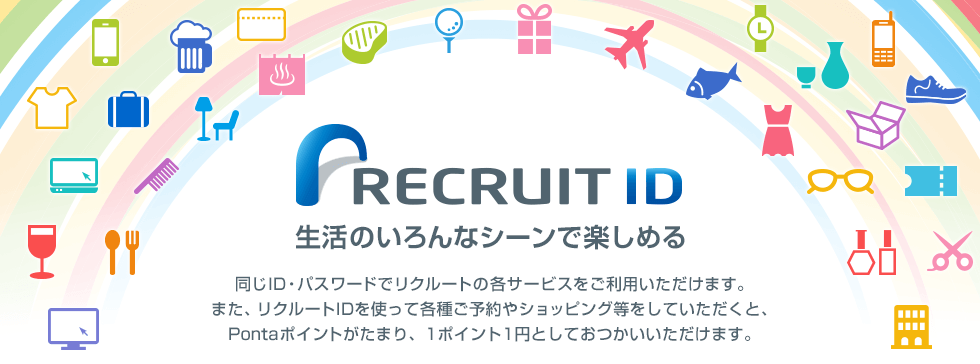 RECRUIT ID
生活のいろんなシーンで楽しめる
同じID・パスワードでリクルートの各サービスをご利用いただけます。
また、リクルートIDを使って各種ご予約やショッピング等をしていただくと、
Pontaポイントがたまり、1ポイント1円としておつかいいただけます。